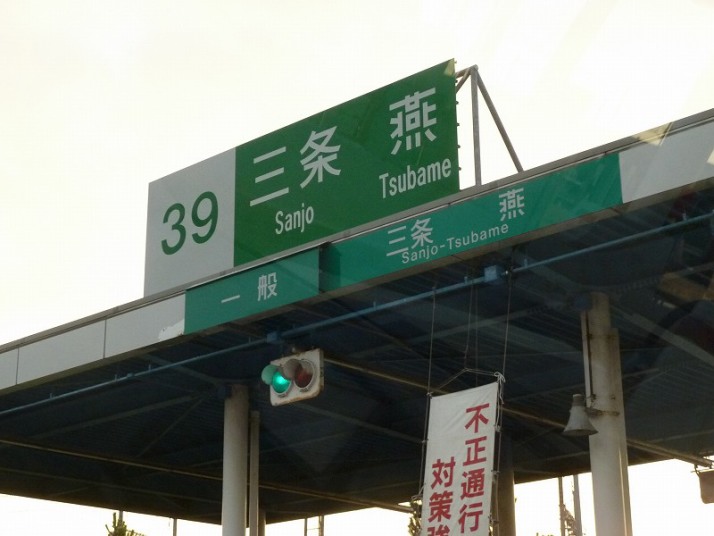 39
三条 燕
Sanjo Tsubame
三条 燕
Sanjo-Tsubame
一般
不正通行
対策強